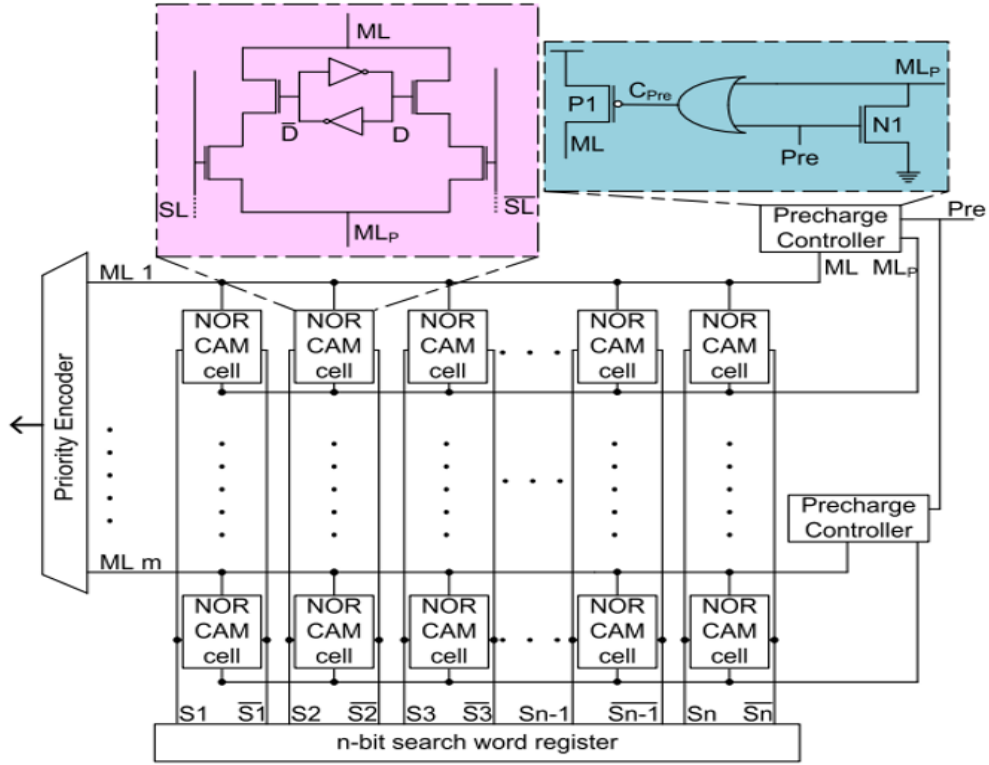 ML
D̅
D
SL
S̅L̅
MLP
MLP
CPre
P1
N1
ML
Pre
Precharge
Controller
Pre
ML
MLP
ML 1
NOR
CAM
cell
NOR
CAM
cell
NOR
CAM
cell
NOR
CAM
cell
NOR
CAM
cell
Priority Encoder
Precharge
Controller
ML m
NOR
CAM
cell
NOR
CAM
cell
NOR
CAM
cell
NOR
CAM
cell
NOR
CAM
cell
S1 S̅1̅ S2 S̅2̅ S3 S̅3̅ Sn-1 S̅n̅-̅1̅ Sn S̅n̅
n-bit search word register